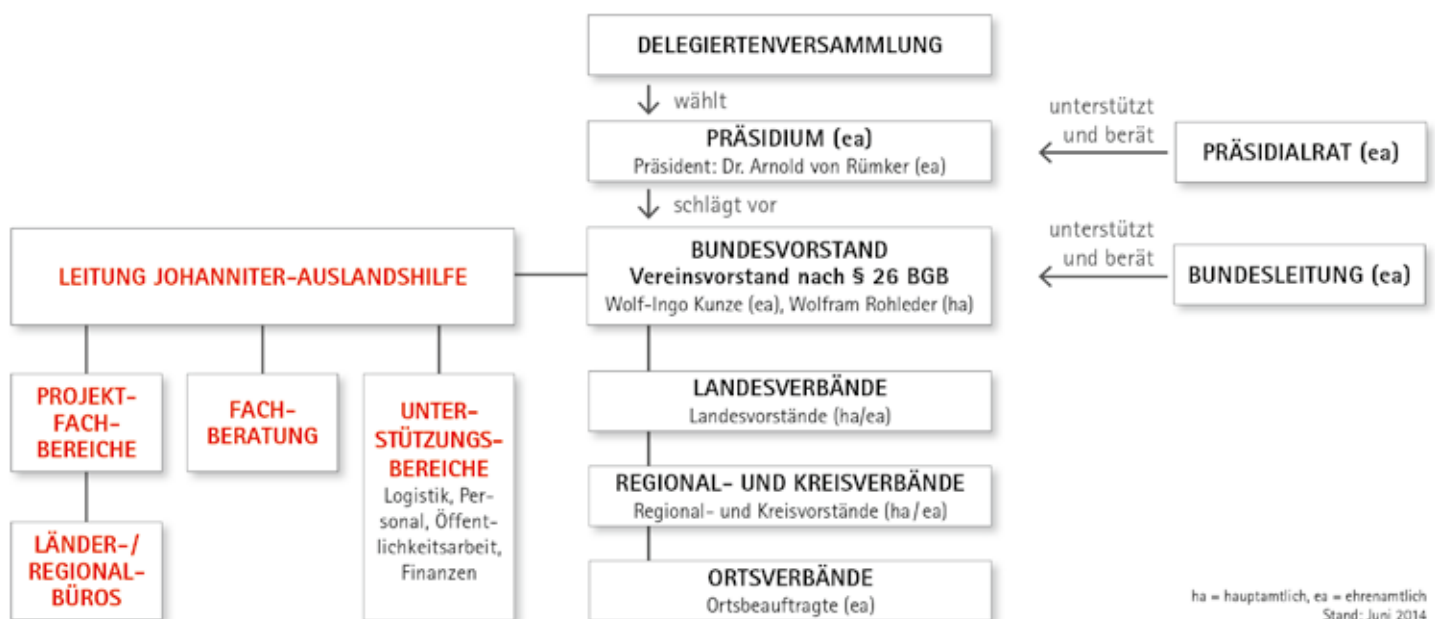 DELEGIERTENVERSAMMLUNG
wählt
PRÄSIDIUM (ea)
Präsident: Dr. Arnold von Rümker (ea)
unterstützt
und berät
PRÄSIDIALRAT (ea)
schlägt vor
BUNDESVORSTAND
Vereinsvorstand nach § 26 BGB
Wolf-Ingo Kunze (ea), Wolfram Rohleder (ha)
unterstützt
und berät
BUNDESLEITUNG (ea)
LEITUNG JOHANNITER-AUSLANDSHILFE
PROJEKT-
FACH-
BEREICHE
LÄNDER-/
REGIONAL-
BÜROS
FACH-
BERATUNG
UNTER-
STÜTZUNGS-
BEREICHE
Logistik, Per-
sonal, Öffent-
lichkeitsarbeit,
Finanzen
LANDESVERBÄNDE
Landesvorstände (ha/ea)
REGIONAL- UND KREISVERBÄNDE
Regional- und Kreisvorstände (ha/ea)
ORTSVERBÄNDE
Ortsbeauftragte (ea)
ha = hauptamtlich, ea = ehrenamtlich
Stand: Juni 2014